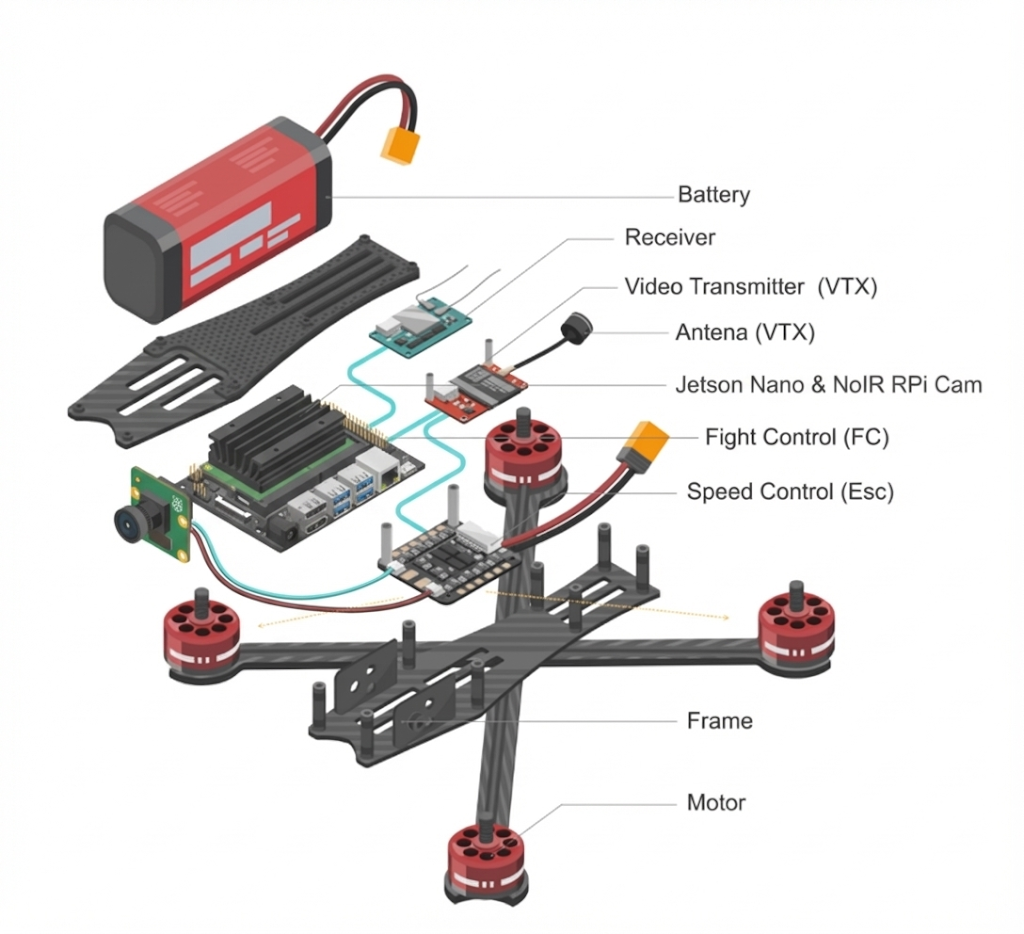 Battery
Receiver
Video Transmitter (VTX)
Antena (VTX)
Jetson Nano & NoIR RPi Cam
Fight Control (FC)
Speed Control (Esc)
Frame
Motor